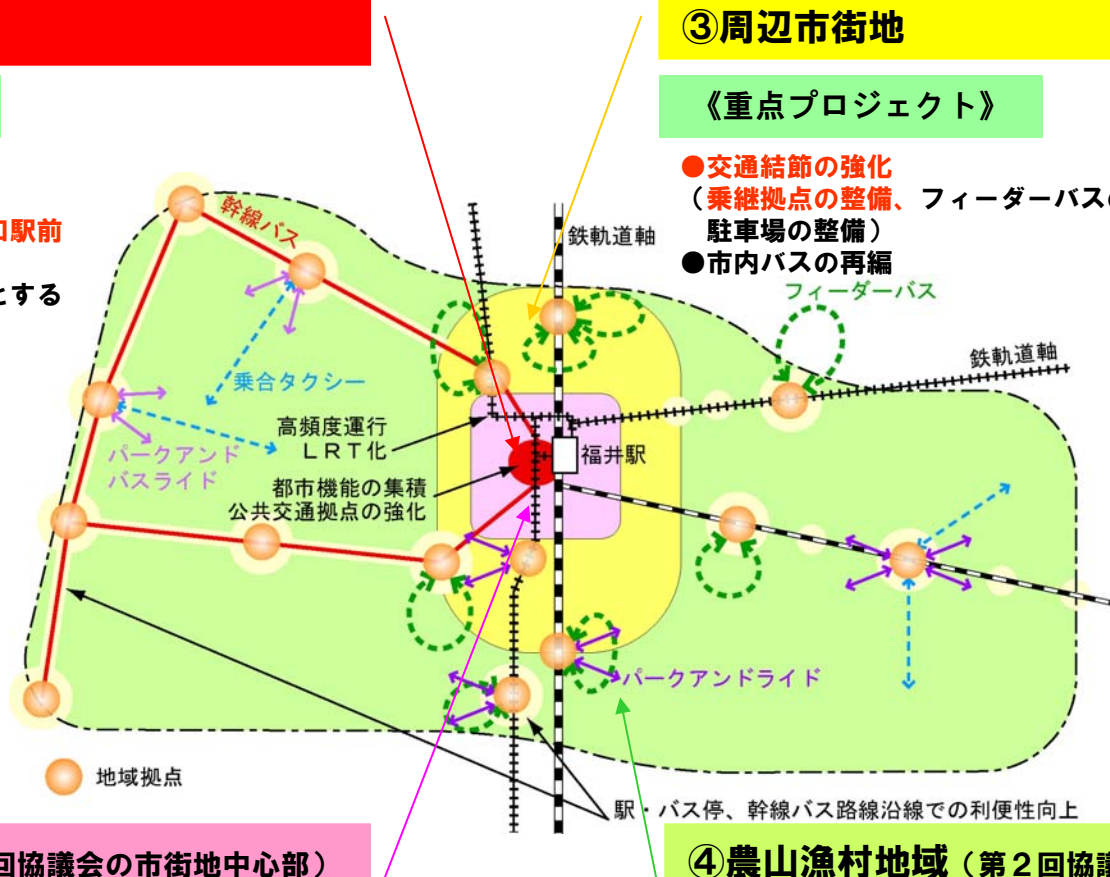 ③周辺市街地
《重点プロジェクト》
●交通結節の強化
（乗継拠点の整備、フィーダーバスの
駐車場の整備）
●市内バスの再編
駅前
とする
幹線バス
鉄軌道軸
フィーダーバス
鉄軌道軸
乗合タクシー
高頻度運行
ＬＲＴ化
福井駅
パークアンド
バスライド
都市機能の集積
公共交通拠点の強化
パークアンドライド
地域拠点
駅・バス停、幹線バス路線沿線での利便性向上
回協議会の市街地中心部）
④農山漁村地域（第２回協議